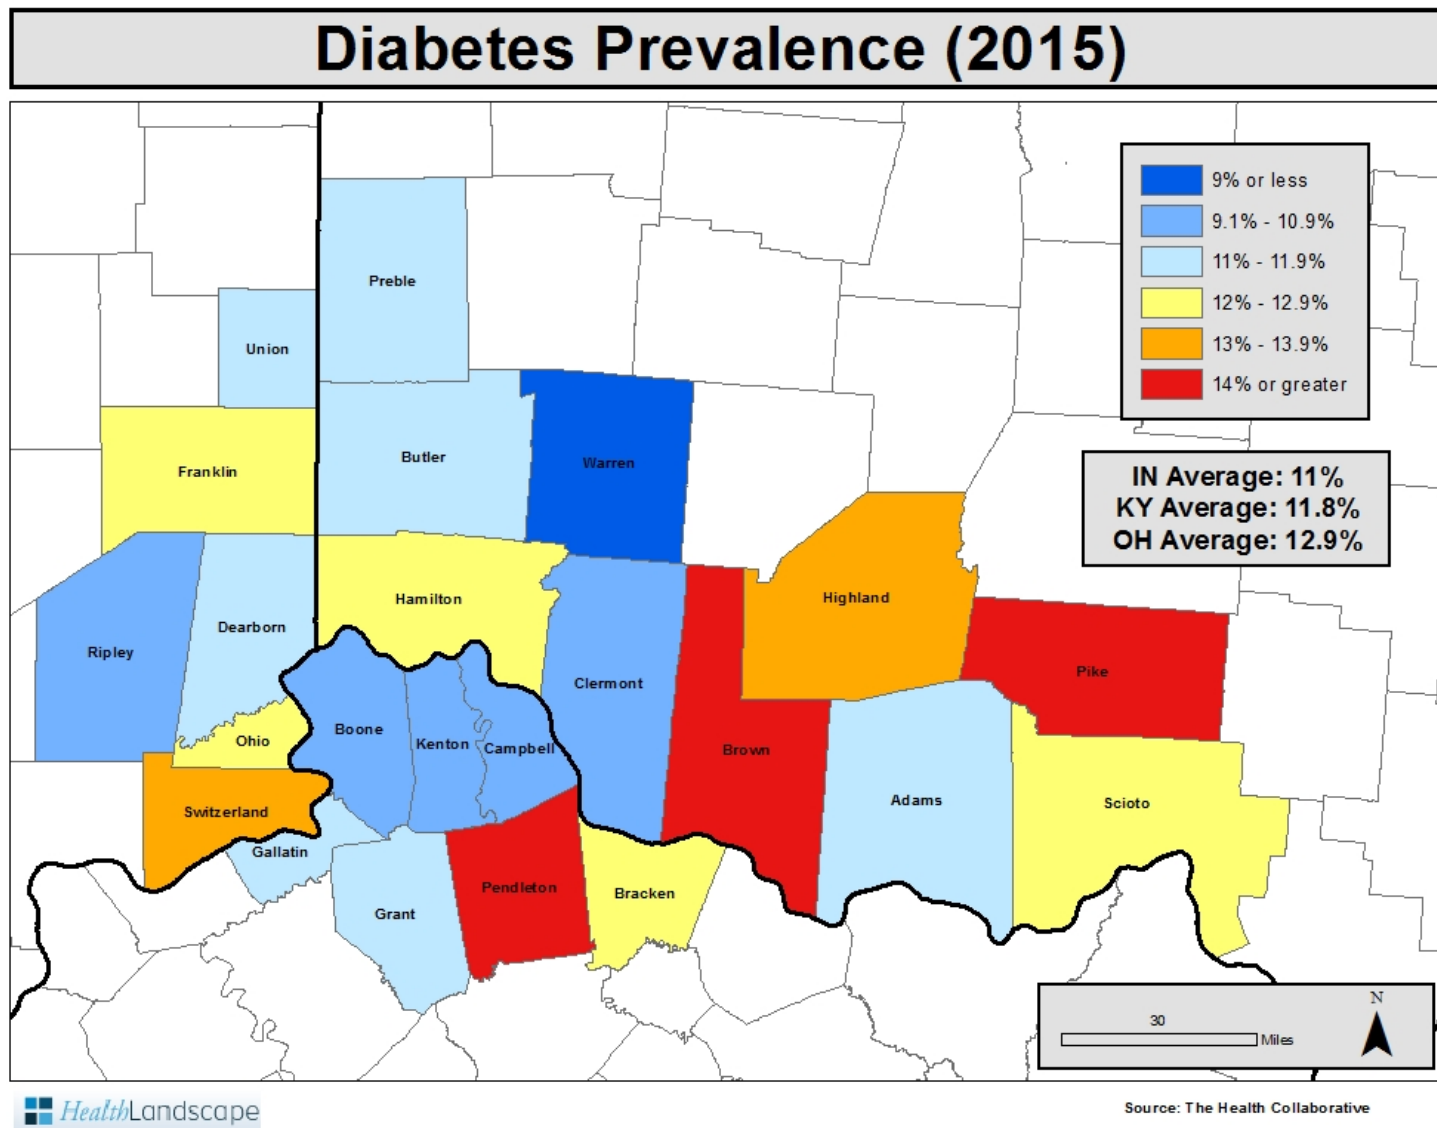 Diabetes Prevalence (2015)
9% or less
9.1% - 10.9%
11% - 11.9%
12% - 12.9%
13% - 13.9%
14% or greater
IN Average: 11%
KY Average: 11.8%
OH Average: 12.9%
Preble
Union
Butler
Warren
Franklin
Hamilton
Highland
Dearborn
Ripley
Clermont
Pike
Boone
Ohio
Kenton
Campbell
Brown
Adams
Scioto
Switzerland
Gallatin
Pendleton
Bracken
Grant
N
30
Miles
HealthLandscape
Source: The Health Collaborative